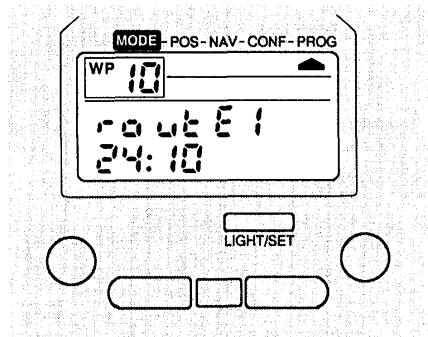 MODE - POS - NAV - CONF - PROG
WP 10
routE1
24:10
LIGHT/SET